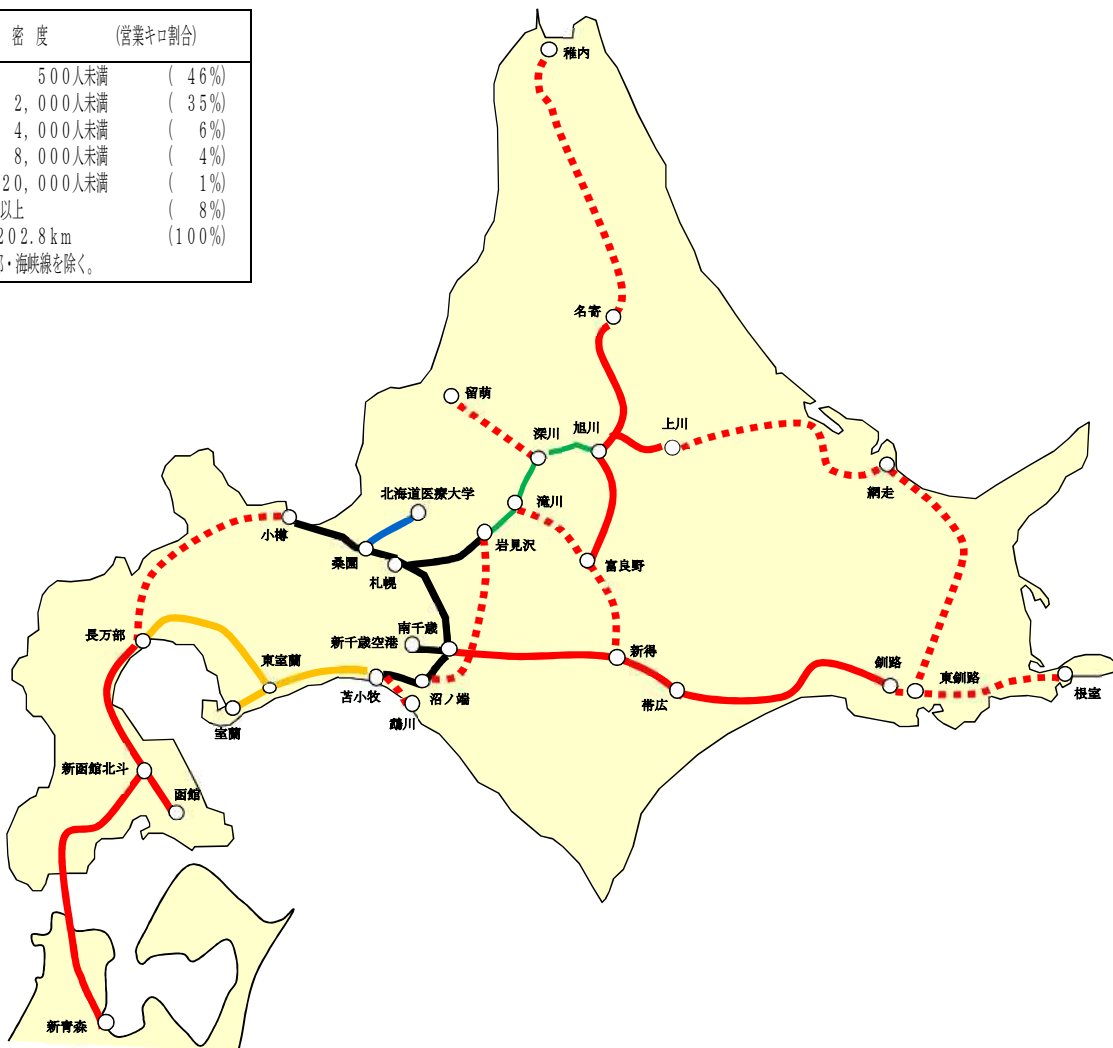 密 度 (営業キロ割合)
500人未満 ( 46%)
2,000人未満 ( 35%)
4,000人未満 ( 6%)
8,000人未満 ( 4%)
20,000人未満 ( 1%)
以上 ( 8%)
202.8km (100%)
・海峡線を除く。
稚内
名寄
留萌
深川
旭川
上川
網走
北海道医療大学
滝川
小樽
岩見沢
桑園
札幌
富良野
長万部
南千歳
新千歳空港
新得
東室蘭
釧路
東釧路
苫小牧
沼ノ端
帯広
根室
鵡川
室蘭
新函館北斗
函館
新青森